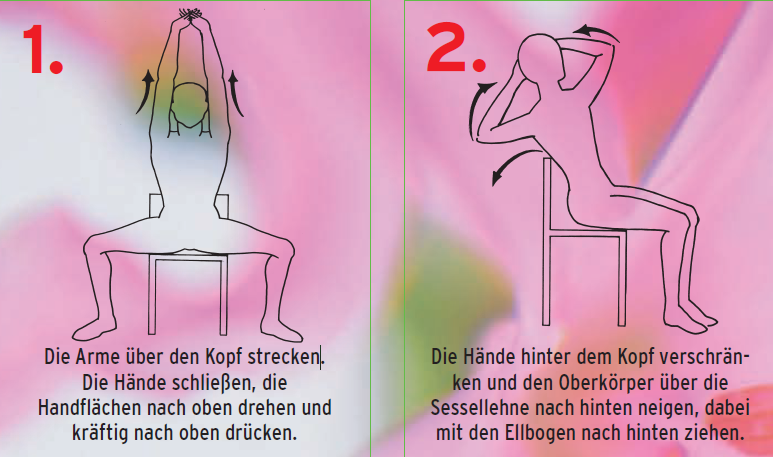 1.
Die Arme über den Kopf strecken.
Die Hände schließen, die
Handflächen nach oben drehen und
kräftig nach oben drücken.
2.
Die Hände hinter dem Kopf verschrän-
ken und den Oberkörper über die
Sessellehne nach hinten neigen, dabei
mit den Ellbogen nach hinten ziehen.